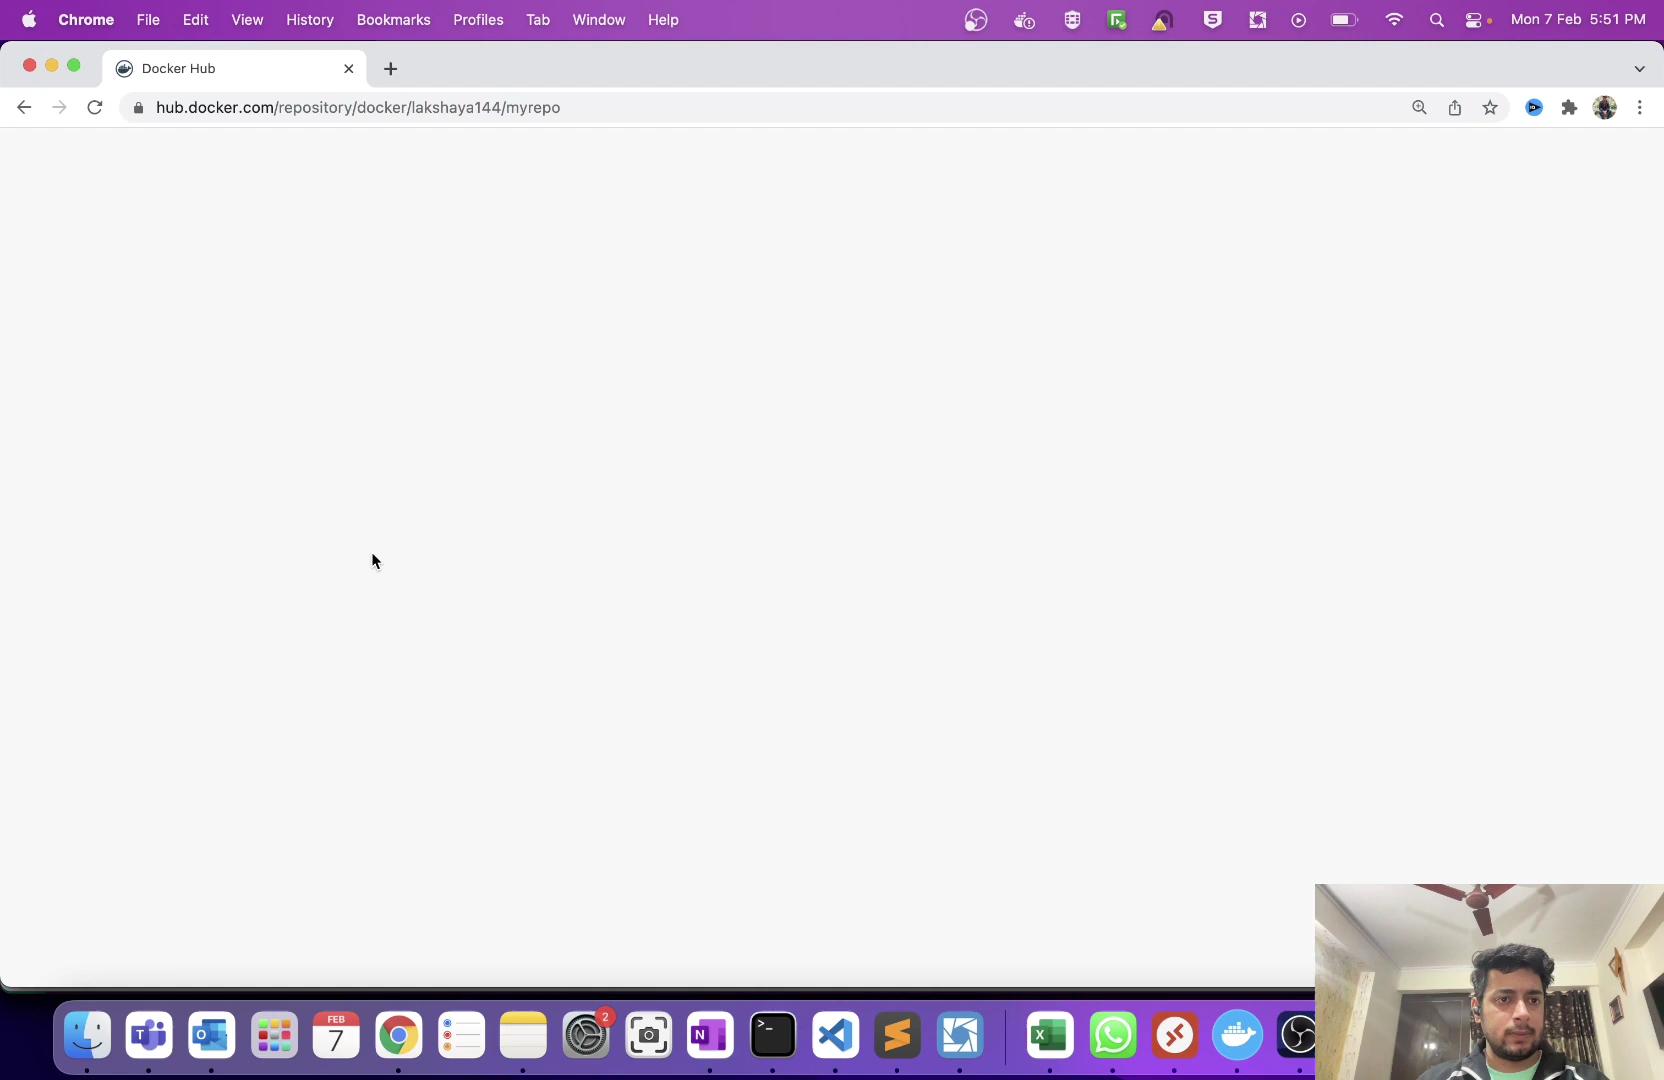 Chrome File Edit View History Bookmarks Profiles Tab Window Help Mon 7 Feb 5:51 PM
Docker Hub
hub.docker.com/repository/docker/lakshaya144/myrepo
FEB
7
2
T
O
N
>_
X
S